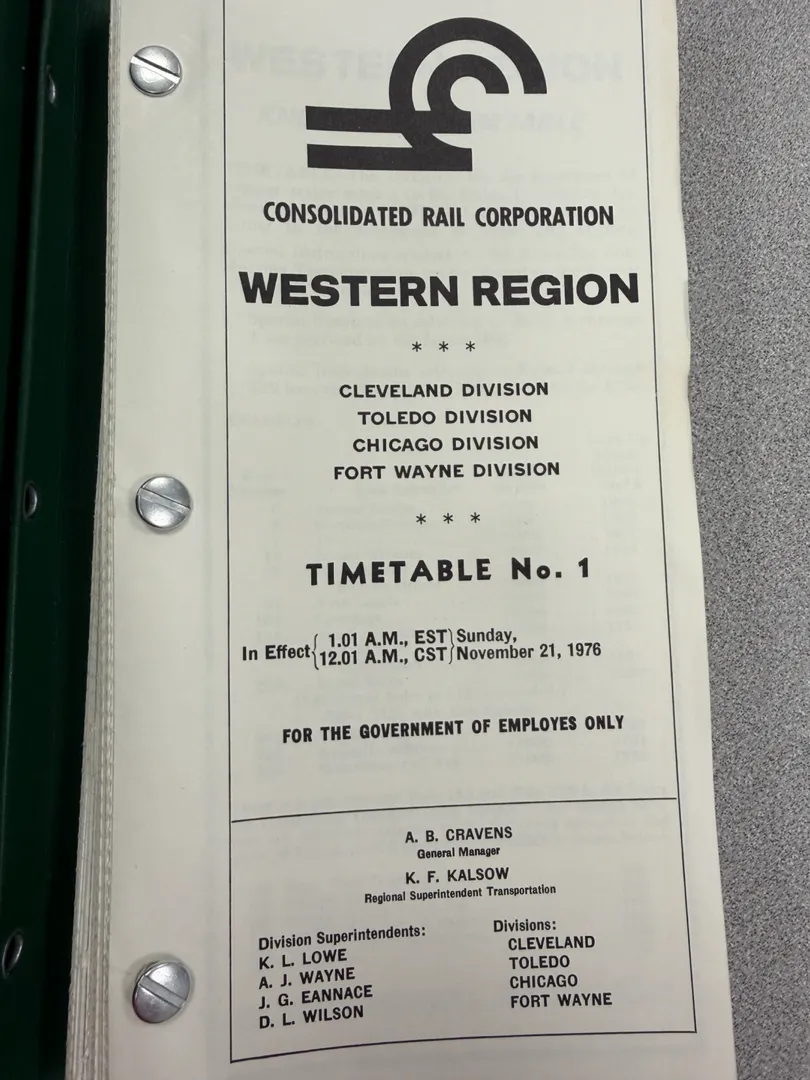 CONSOLIDATED RAIL CORPORATION
WESTERN REGION
* * *
CLEVELAND DIVISION
TOLEDO DIVISION
CHICAGO DIVISION
FORT WAYNE DIVISION
* * *
TIMETABLE No. 1
In Effect { 1.01 A.M., EST } Sunday,
{ 12.01 A.M., CST } November 21, 1976
FOR THE GOVERNMENT OF EMPLOYES ONLY
A. B. CRAVENS
General Manager
K. F. KALSOW
Regional Superintendent Transportation
Division Superintendents: Divisions:
K. L. LOWE CLEVELAND
A. J. WAYNE TOLEDO
J. G. EANNACE CHICAGO
D. L. WILSON FORT WAYNE